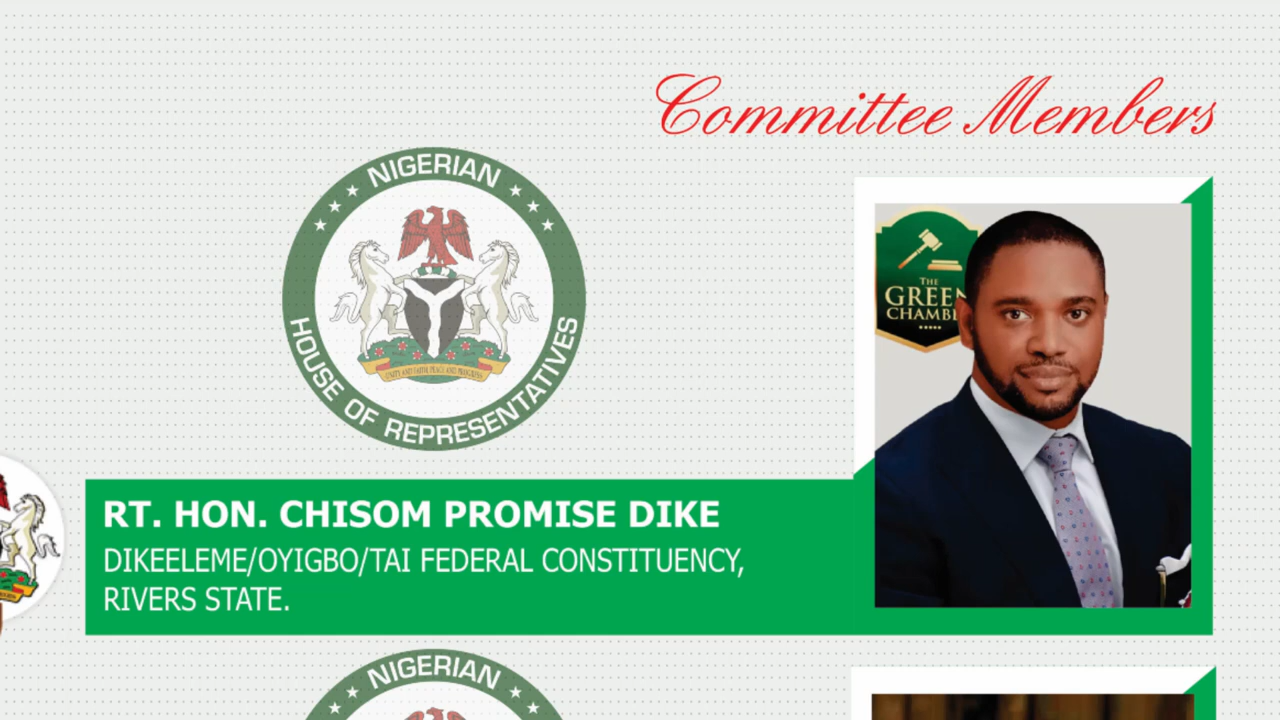 Committee Members
NIGERIAN
HOUSE OF REPRESENTATIVES
UNITY AND FAITH, PEACE AND PROGRESS
THE
GREEN
CHAMBE
RT. HON. CHISOM PROMISE DIKE
DIKEELEME/OYIGBO/TAI FEDERAL CONSTITUENCY,
RIVERS STATE.
NIGERIAN